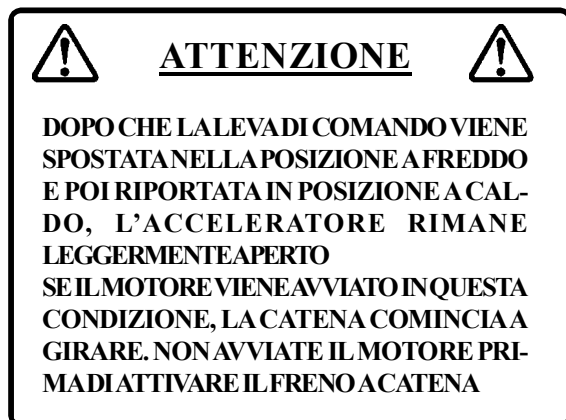 ATTENZIONE
DOPO CHE LA LEVA DI COMANDO VIENE
SPOSTATA NELLA POSIZIONE A FREDDO
E POI RIPORTATA IN POSIZIONE A CAL-
DO, L'ACCELERATORE RIMANE
LEGGERMENTE APERTO
SE IL MOTORE VIENE AVVIATO IN QUESTA
CONDIZIONE, LA CATENA COMINCIA A
GIRARE. NON AVVIATE IL MOTORE PRI-
MA DI ATTIVARE IL FRENO A CATENA